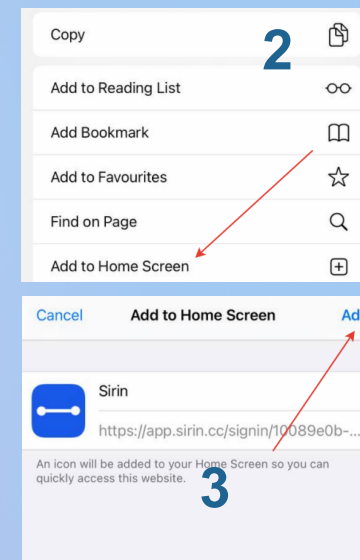 Copy
2
Add to Reading List
Add Bookmark
Add to Favourites
Find on Page
Add to Home Screen
Cancel Add to Home Screen Ad
Sirin
https://app.sirin.cc/signin/10089e0b-...
An icon will be added to your Home Screen so you can
quickly access this website.
3